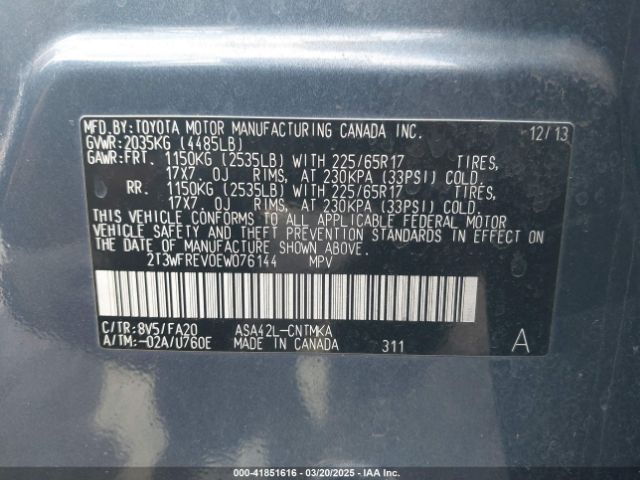 MFD.BY:TOYOTA MOTOR MANUFACTURING CANADA INC. 12/13
GVWR:2035KG (4485LB)
GAWR:FRT. 1150KG (2535LB) WITH 225/65R17 TIRES,
17X7.0J RIMS, AT 230KPA (33PSI) COLD.
RR. 1150KG (2535LB) WITH 225/65R17 TIRES,
17X7.0J RIMS, AT 230KPA (33PSI) COLD.
THIS VEHICLE CONFORMS TO ALL APPLICABLE FEDERAL MOTOR
VEHICLE SAFETY AND THEFT PREVENTION STANDARDS IN EFFECT ON
THE DATE OF MANUFACTURE SHOWN ABOVE.
2T3WFREV0EW076144 MPV
C/TR:8V5/FA20 ASA42L-CNTMKA
A/TM:-02A/U760E MADE IN CANADA 311 A
000-41851616 — 03/20/2025 — IAA Inc.